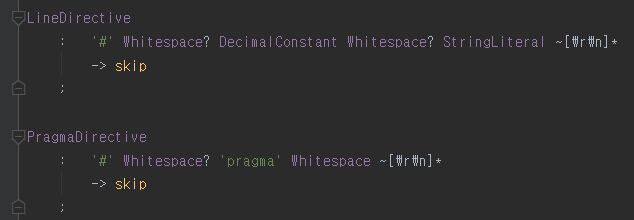 LineDirective
: '#' Whitespace? DecimalConstant Whitespace? StringLiteral ~[₩r₩n]*
-> skip
;
PragmaDirective
: '#' Whitespace? 'pragma' Whitespace ~[₩r₩n]*
-> skip
;